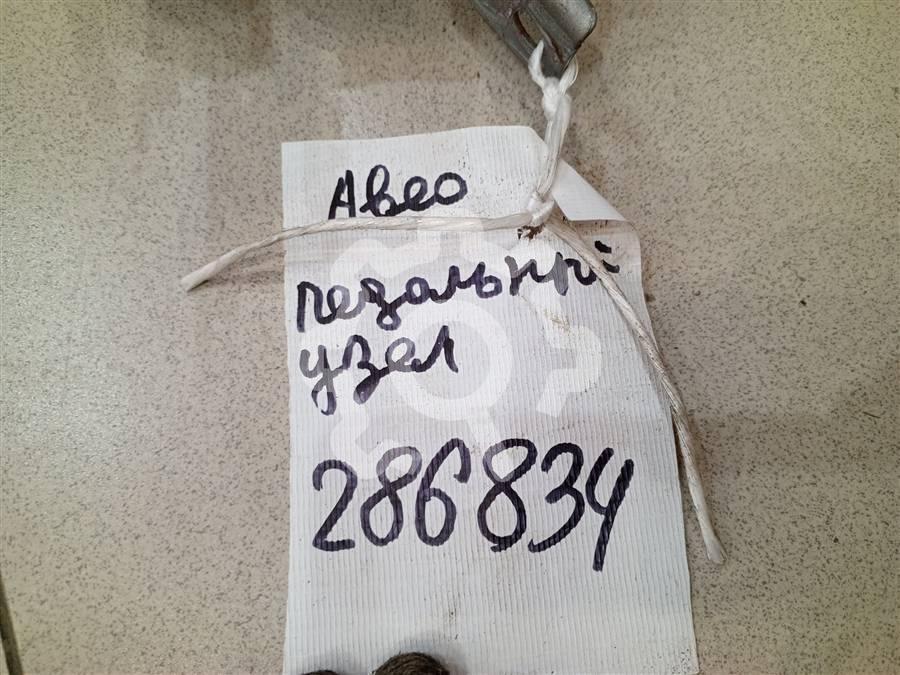 Авео
педальный
узел
286834